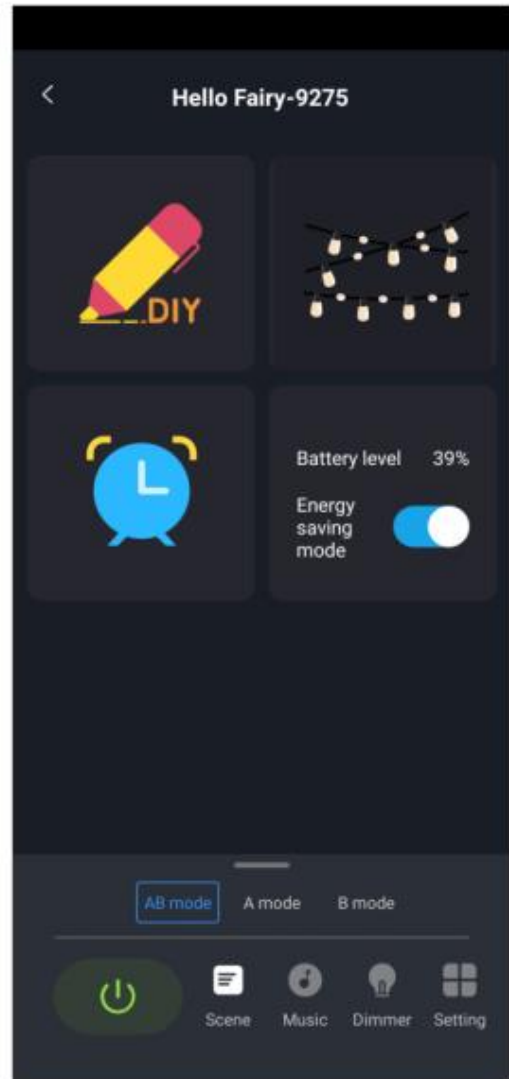 Hello Fairy-9275
DIY
Battery level 39%
Energy
saving
mode
AB mode A mode B mode
Scene Music Dimmer Setting